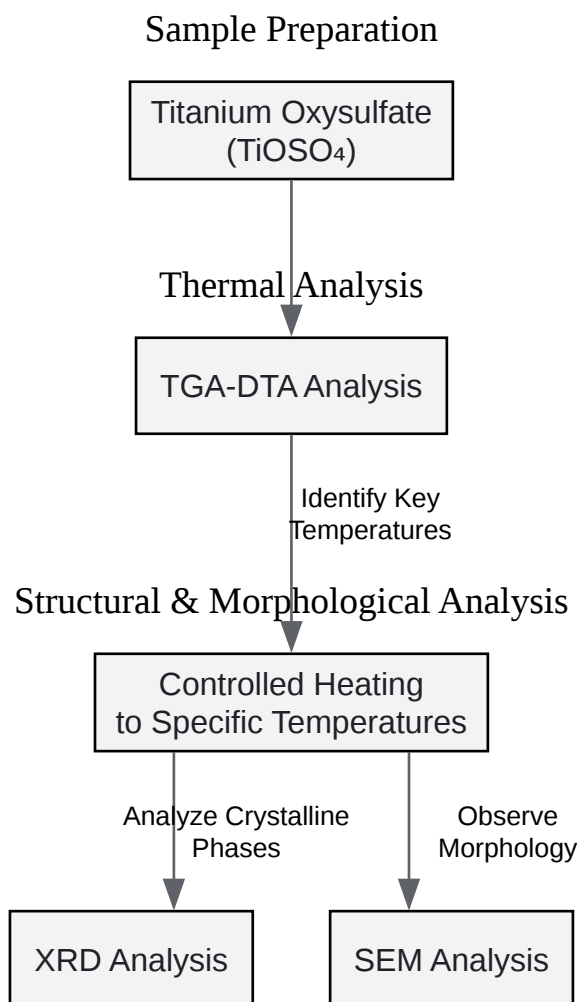 Sample Preparation
Titanium Oxysulfate
(TiOSO₄)
Thermal Analysis
TGA-DTA Analysis
Identify Key
Temperatures
Structural & Morphological Analysis
Controlled Heating
to Specific Temperatures
Analyze Crystalline
Phases
Observe
Morphology
XRD Analysis
SEM Analysis